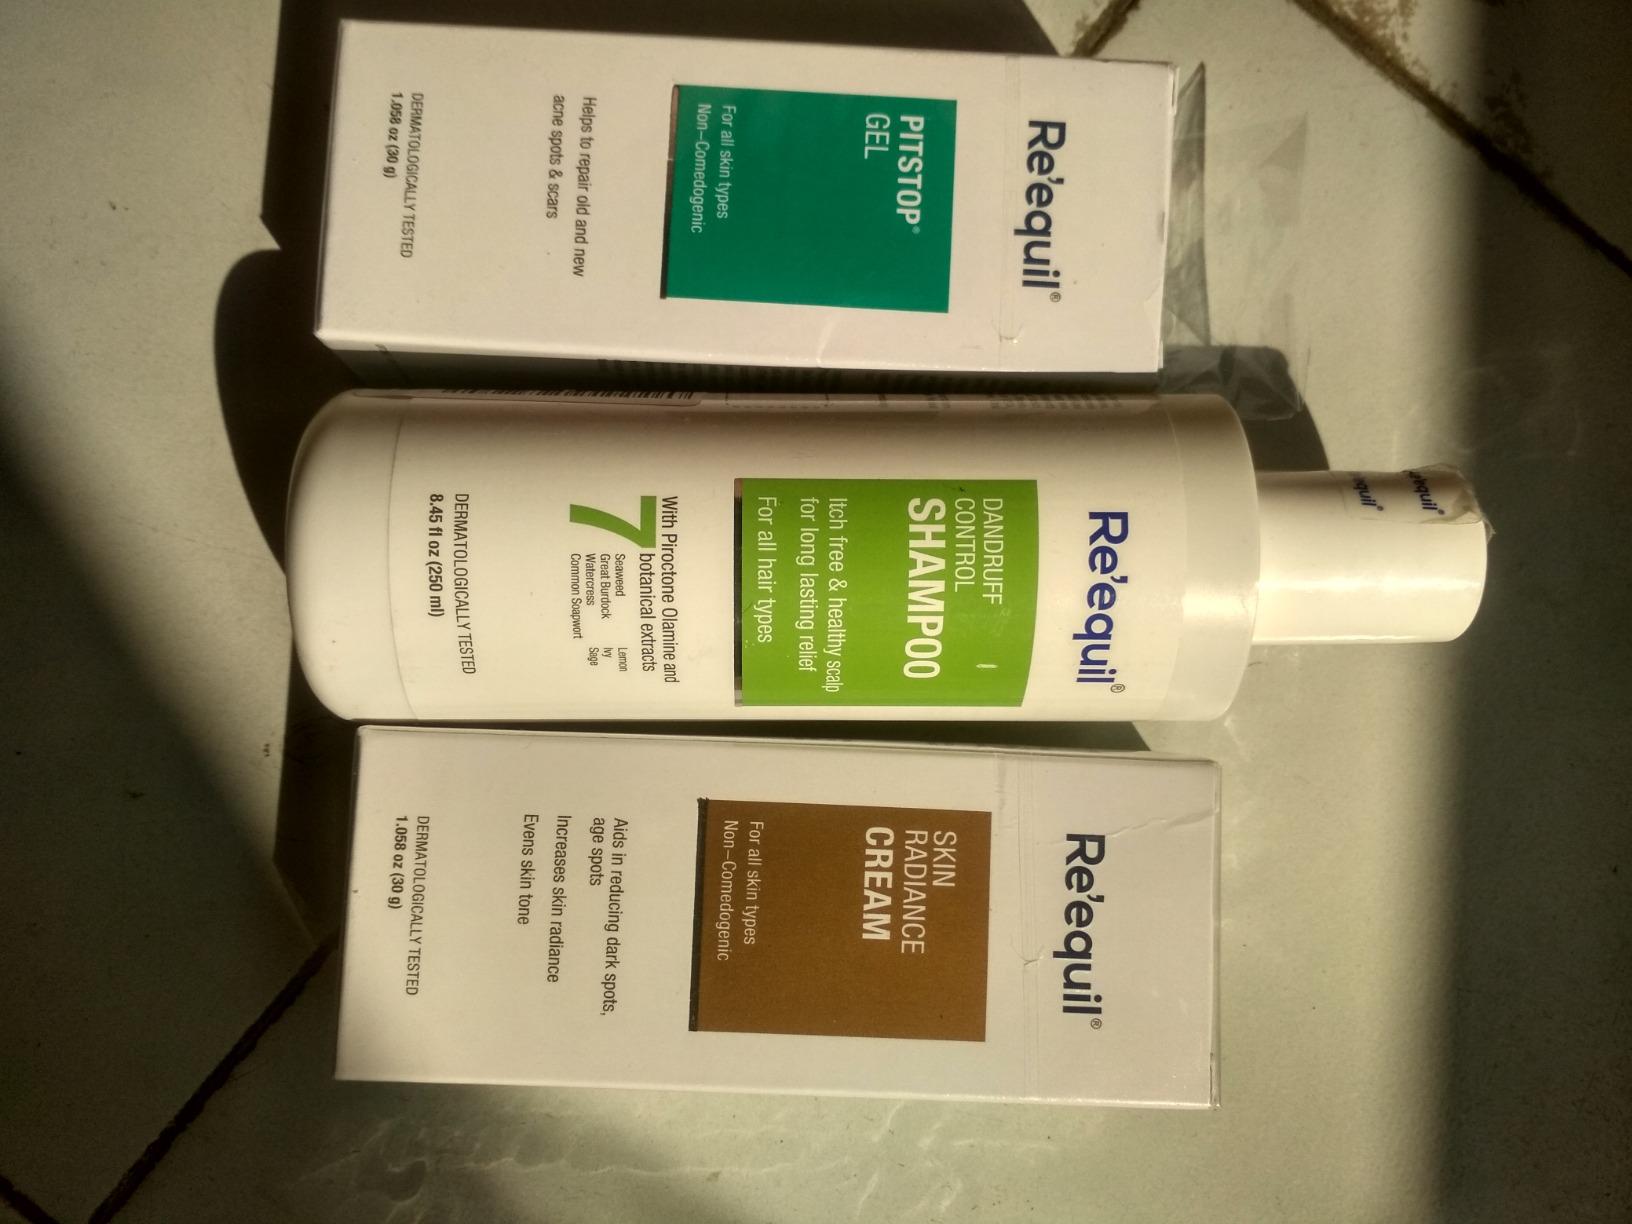 Re'equil®
PITSTOP®
GEL
For all skin types
Non-Comedogenic
Helps to repair old and new
acne spots & scars
DERMATOLOGICALLY TESTED
1.058 oz (30 g)
Re'equil®
Re'equil®
DANDRUFF
CONTROL
SHAMPOO
Itch free & healthy scalp
for long lasting relief
For all hair types
With Piroctone Olamine and
7 botanical extracts
Seaweed Lemon
Great Burdock Ivy
Watercress Sage
Common Soapwort
DERMATOLOGICALLY TESTED
8.45 fl oz (250 ml)
Re'equil®
SKIN
RADIANCE
CREAM
For all skin types
Non-Comedogenic
Aids in reducing dark spots,
age spots
Increases skin radiance
Evens skin tone
DERMATOLOGICALLY TESTED
1.058 oz (30 g)